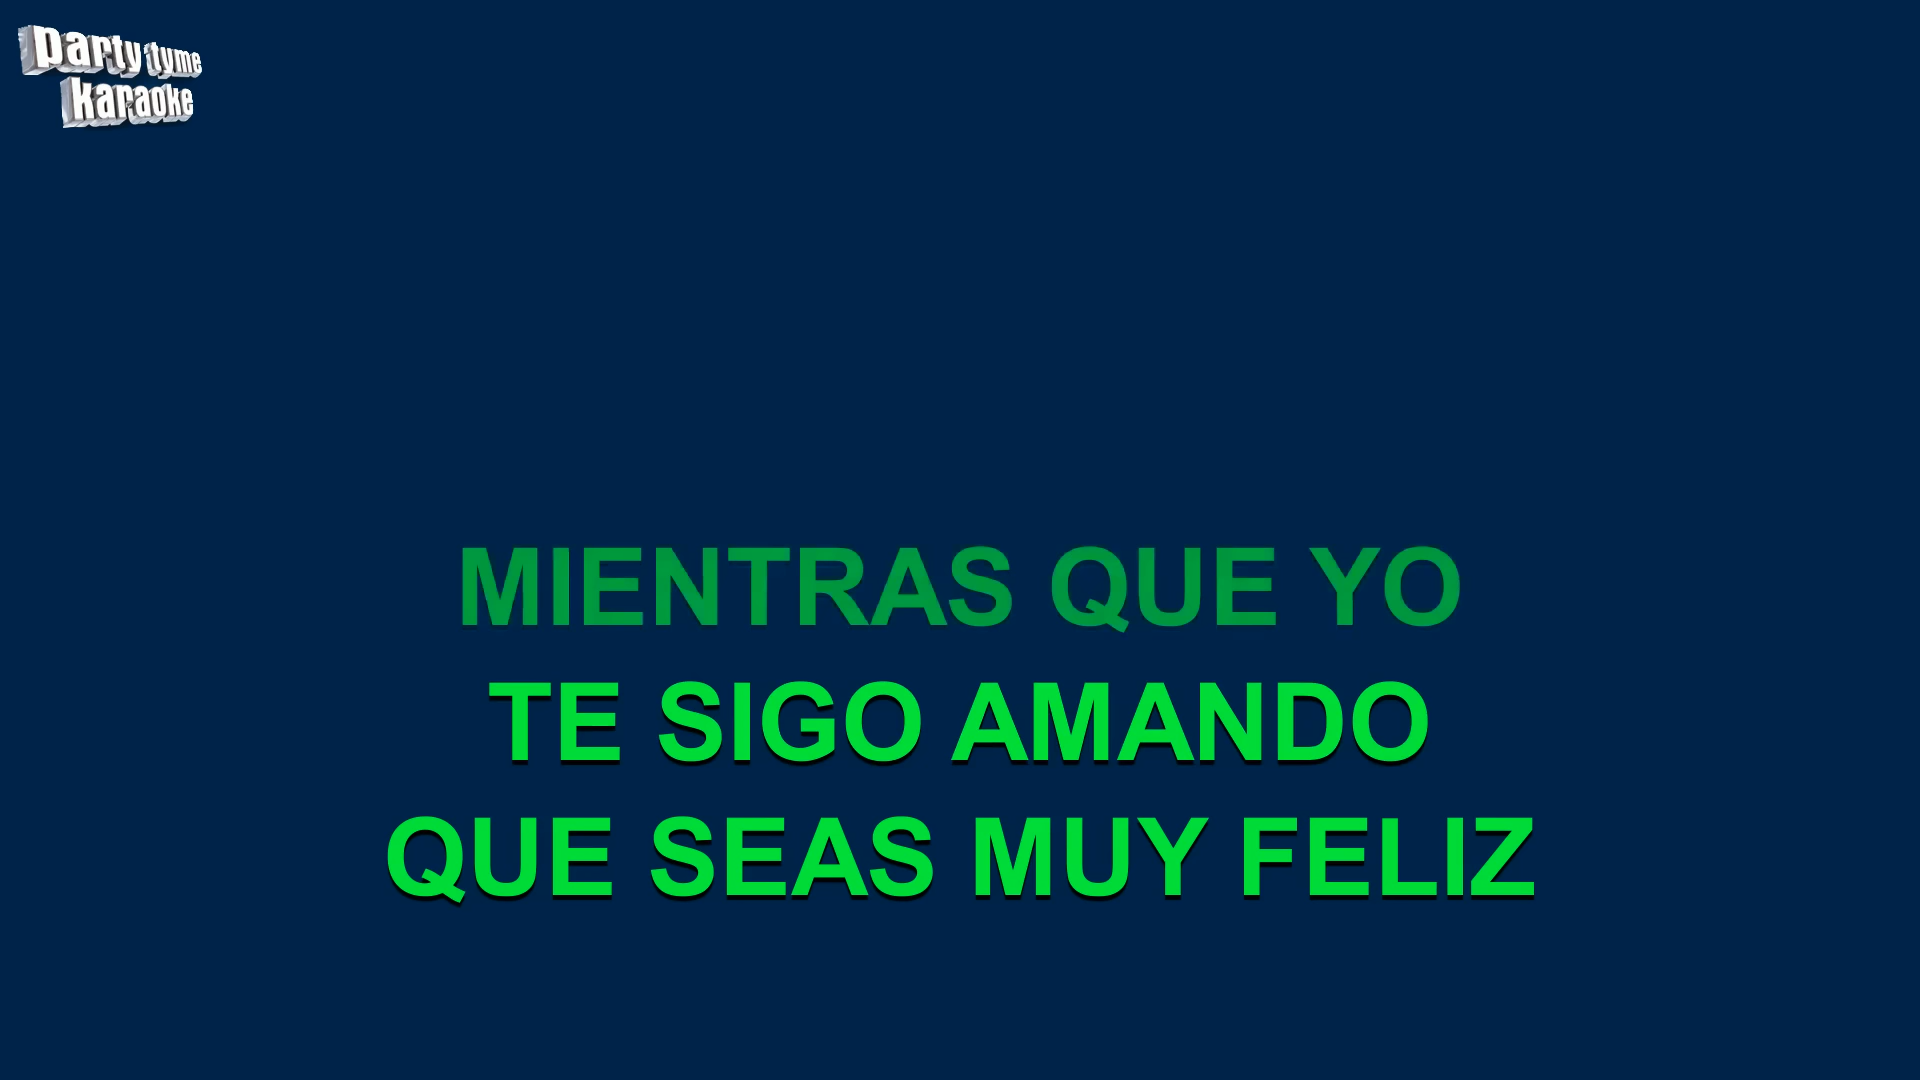 party tyme
karaoke
MIENTRAS QUE YO
TE SIGO AMANDO
QUE SEAS MUY FELIZ